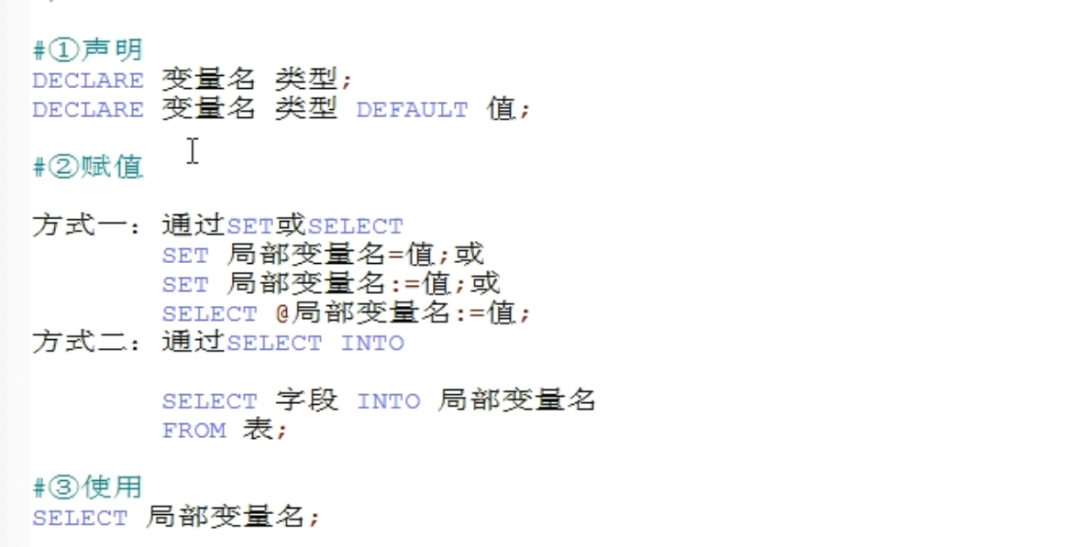 #①声明
DECLARE 变量名 类型;
DECLARE 变量名 类型 DEFAULT 值;
#②赋值
方式一：通过SET或SELECT
SET 局部变量名=值;或
SET 局部变量名:=值;或
SELECT @局部变量名:=值;
方式二：通过SELECT INTO
SELECT 字段 INTO 局部变量名
FROM 表;
#③使用
SELECT 局部变量名;